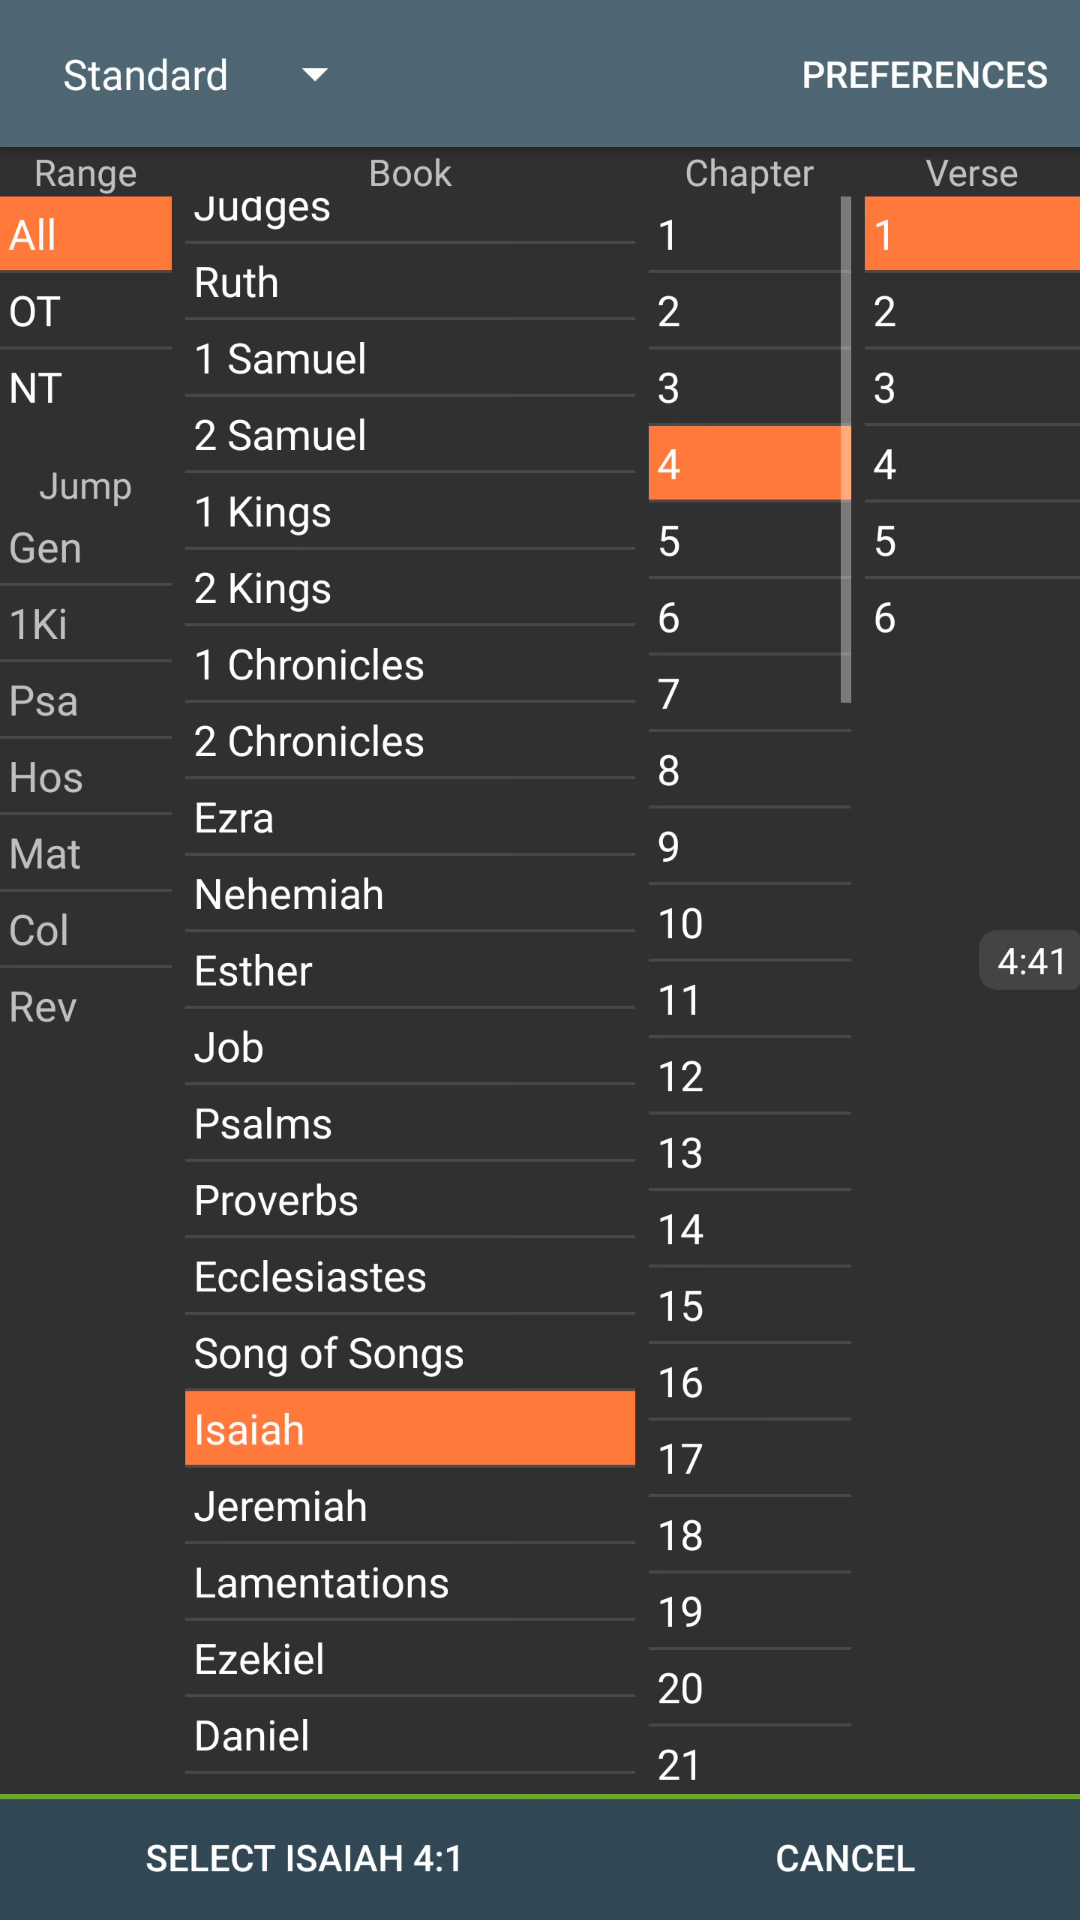 Standard
PREFERENCES
Range
Book
Chapter
Verse
All
OT
NT
Jump
Gen
1Ki
Psa
Hos
Mat
Col
Rev
Judges
Ruth
1 Samuel
2 Samuel
1 Kings
2 Kings
1 Chronicles
2 Chronicles
Ezra
Nehemiah
Esther
Job
Psalms
Proverbs
Ecclesiastes
Song of Songs
Isaiah
Jeremiah
Lamentations
Ezekiel
Daniel
1
2
3
4
5
6
7
8
9
10
11
12
13
14
15
16
17
18
19
20
21
1
2
3
4
5
6
4:41
SELECT ISAIAH 4:1
CANCEL